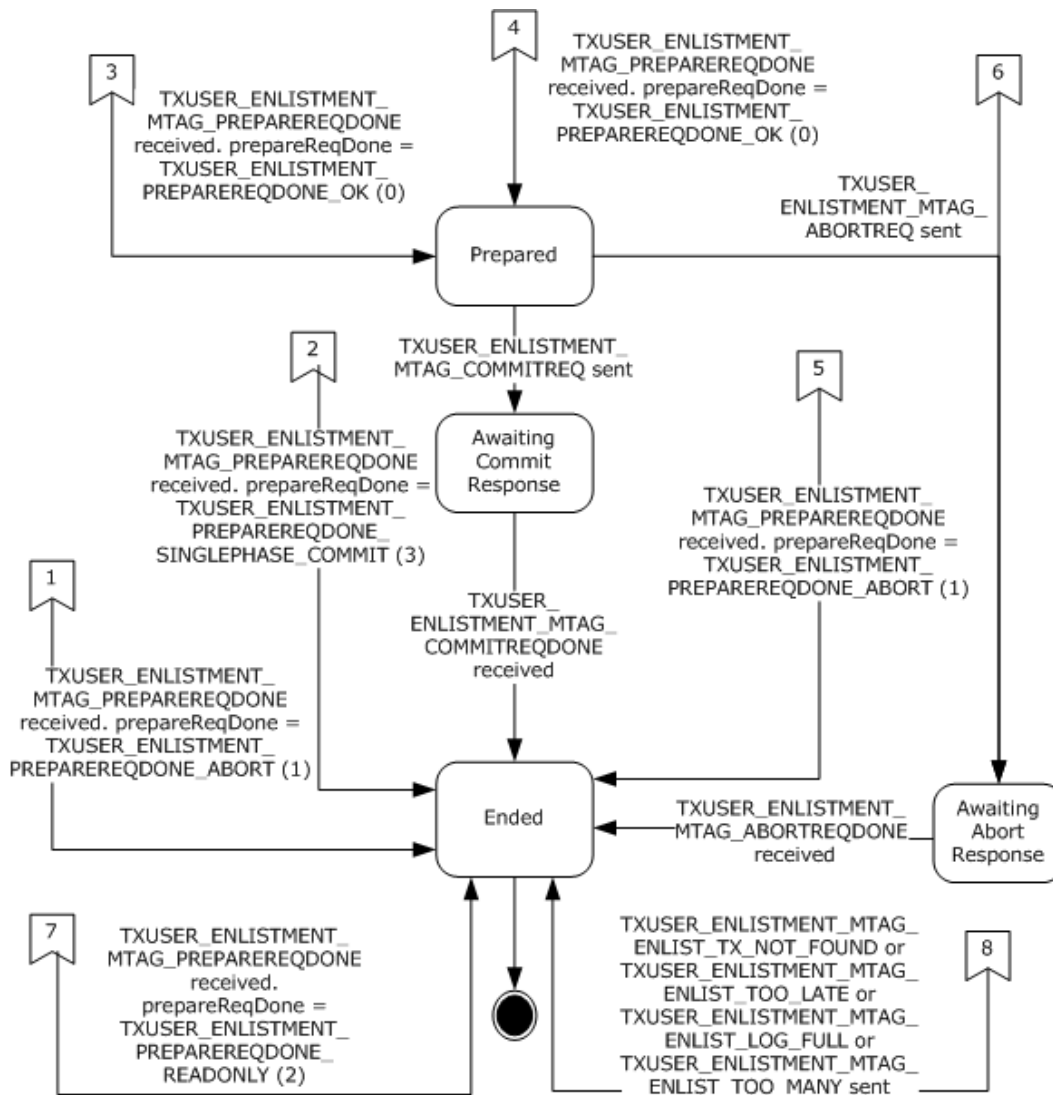 4
TXUSER_ENLISTMENT_
MTAG_PREPAREREQDONE
received. prepareReqDone =
TXUSER_ENLISTMENT_
PREPAREREQDONE_OK (0)
3
TXUSER_ENLISTMENT_
MTAG_PREPAREREQDONE
received. prepareReqDone =
TXUSER_ENLISTMENT_
PREPAREREQDONE_OK (0)
6
TXUSER_
ENLISTMENT_MTAG_
ABORTREQ sent
Prepared
TXUSER_ENLISTMENT_
MTAG_COMMITREQ sent
2
TXUSER_ENLISTMENT_
MTAG_PREPAREREQDONE
received. prepareReqDone =
TXUSER_ENLISTMENT_
PREPAREREQDONE_
SINGLEPHASE_COMMIT (3)
Awaiting
Commit
Response
5
TXUSER_ENLISTMENT_
MTAG_PREPAREREQDONE
received. prepareReqDone =
TXUSER_ENLISTMENT_
PREPAREREQDONE_ABORT (1)
1
TXUSER_ENLISTMENT_
MTAG_PREPAREREQDONE
received. prepareReqDone =
TXUSER_ENLISTMENT_
PREPAREREQDONE_ABORT (1)
TXUSER_
ENLISTMENT_MTAG_
COMMITREQDONE
received
Ended
TXUSER_ENLISTMENT_
MTAG_ABORTREQDONE
received
Awaiting
Abort
Response
7
TXUSER_ENLISTMENT_
MTAG_PREPAREREQDONE
received.
prepareReqDone =
TXUSER_ENLISTMENT_
PREPAREREQDONE_
READONLY (2)
TXUSER_ENLISTMENT_MTAG_
ENLIST_TX_NOT_FOUND or
TXUSER_ENLISTMENT_MTAG_
ENLIST_TOO_LATE or
TXUSER_ENLISTMENT_MTAG_
ENLIST_LOG_FULL or
TXUSER_ENLISTMENT_MTAG_
ENLIST_TOO_MANY sent
8